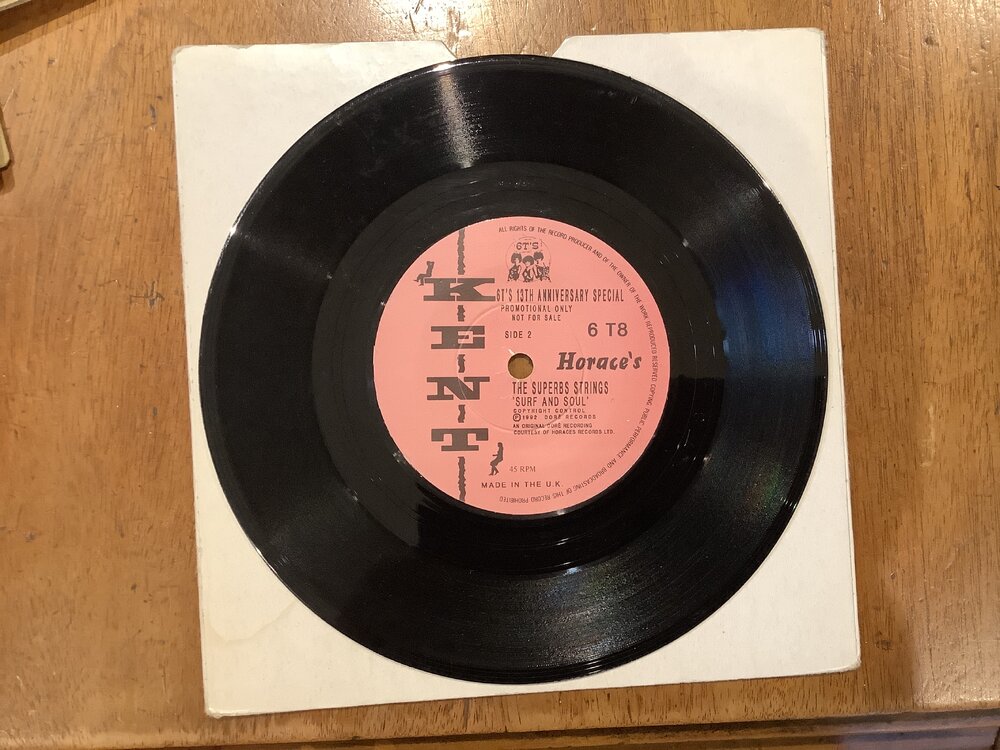 ALL RIGHTS OF THE RECORD PRODUCER AND OF THE OWNER OF THE WORK REPRODUCED RESERVED COPYING PUBLIC PERFORMANCE AND BROADCASTING OF THIS RECORD PROHIBITED
6T'S
KENT
6T'S 13TH ANNIVERSARY SPECIAL
PROMOTIONAL ONLY
NOT FOR SALE
SIDE 2
6 T8
Horace's
THE SUPERBS STRINGS
'SURF AND SOUL'
COPYRIGHT CONTROL
Ⓟ1992 DORÉ RECORDS
AN ORIGINAL DORÉ RECORDING
COURTESY OF HORACES RECORDS LTD.
45 RPM
MADE IN THE U.K.